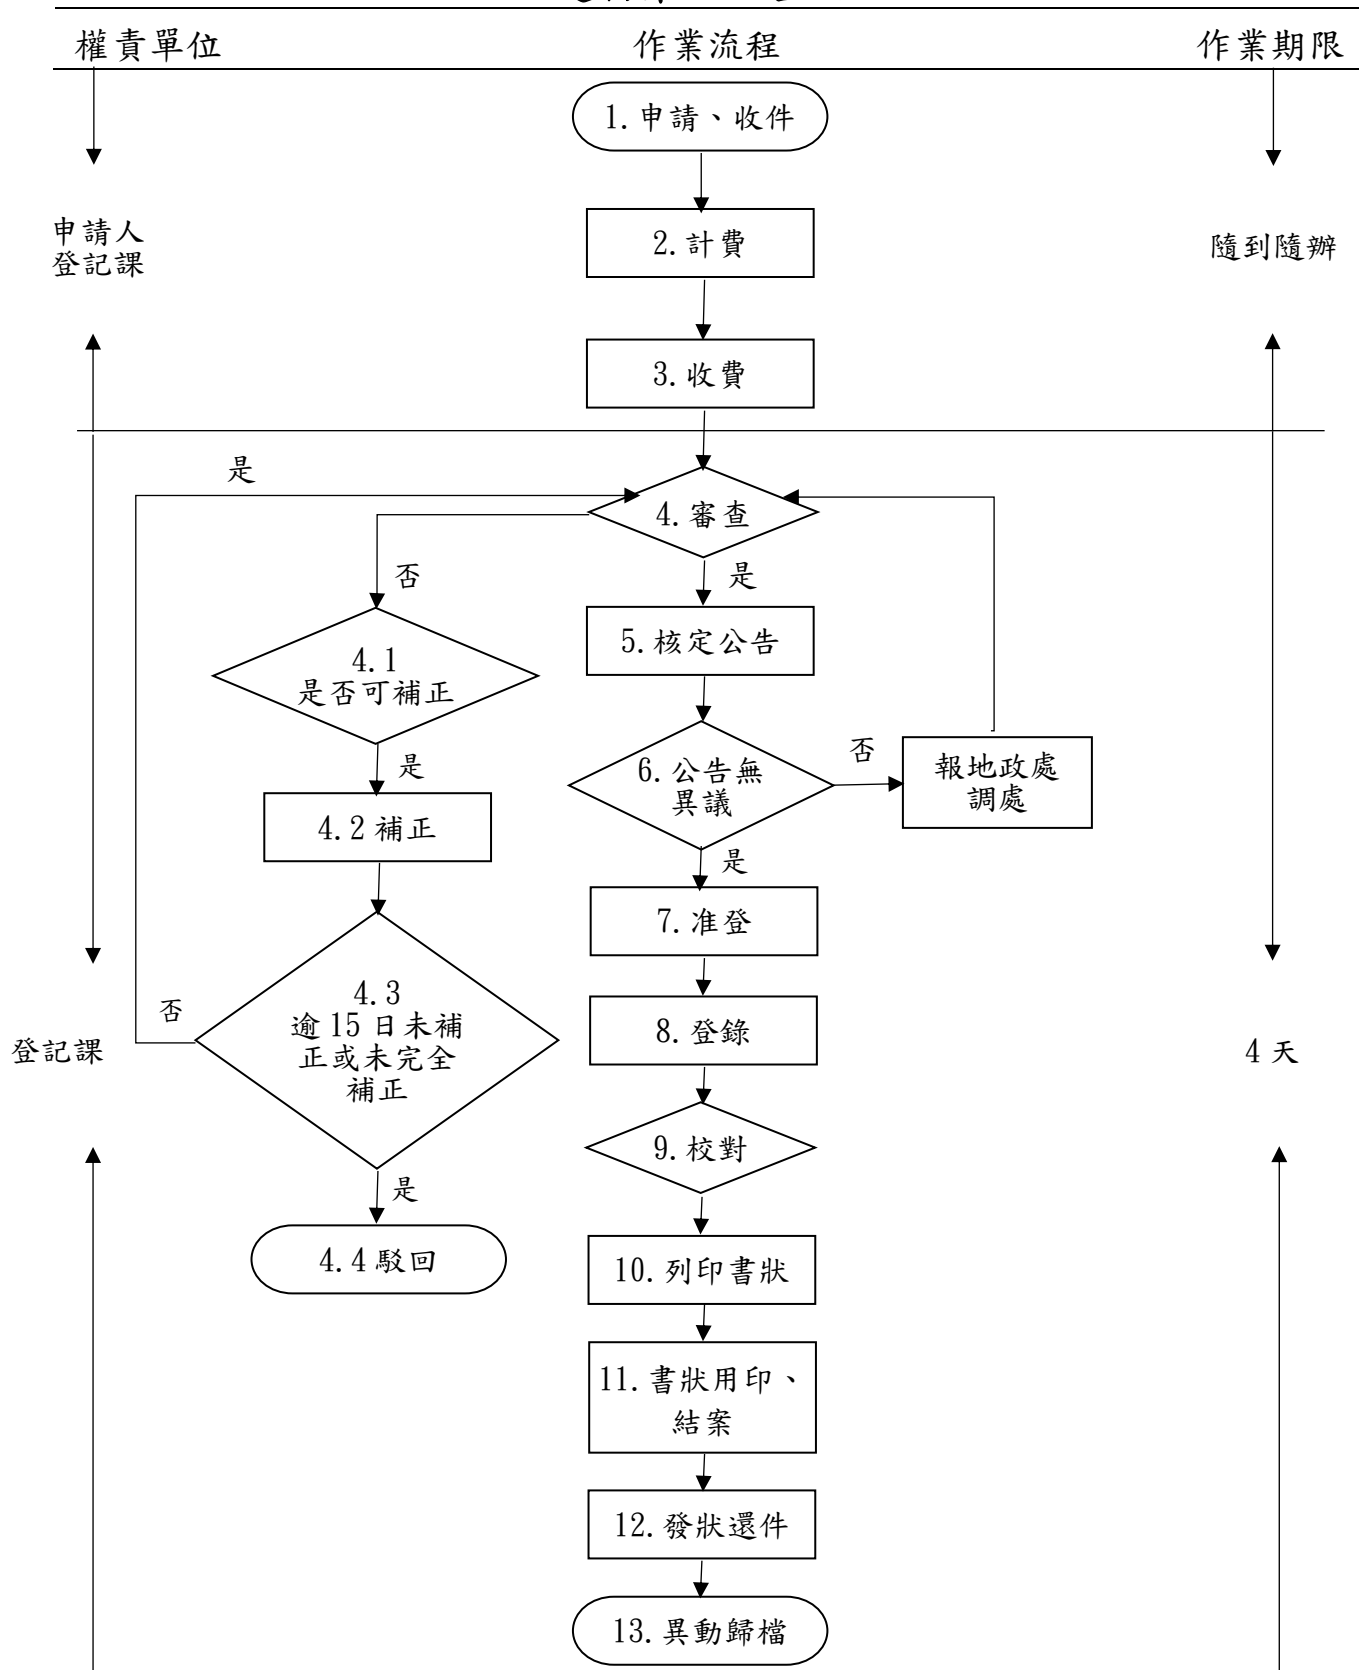 權責單位
作業流程
作業期限
1.申請、收件
2.計費
申請人
登記課
隨到隨辦
3.收費
是
4.審查
否
是
4.1
是否可補正
5.核定公告
是
6.公告無
異議
否
報地政處
調處
4.2補正
是
7.准登
4.3
逾15日未補
正或未完全
補正
否
8.登錄
登記課
4天
9.校對
是
4.4駁回
10.列印書狀
11.書狀用印、
結案
12.發狀還件
13.異動歸檔